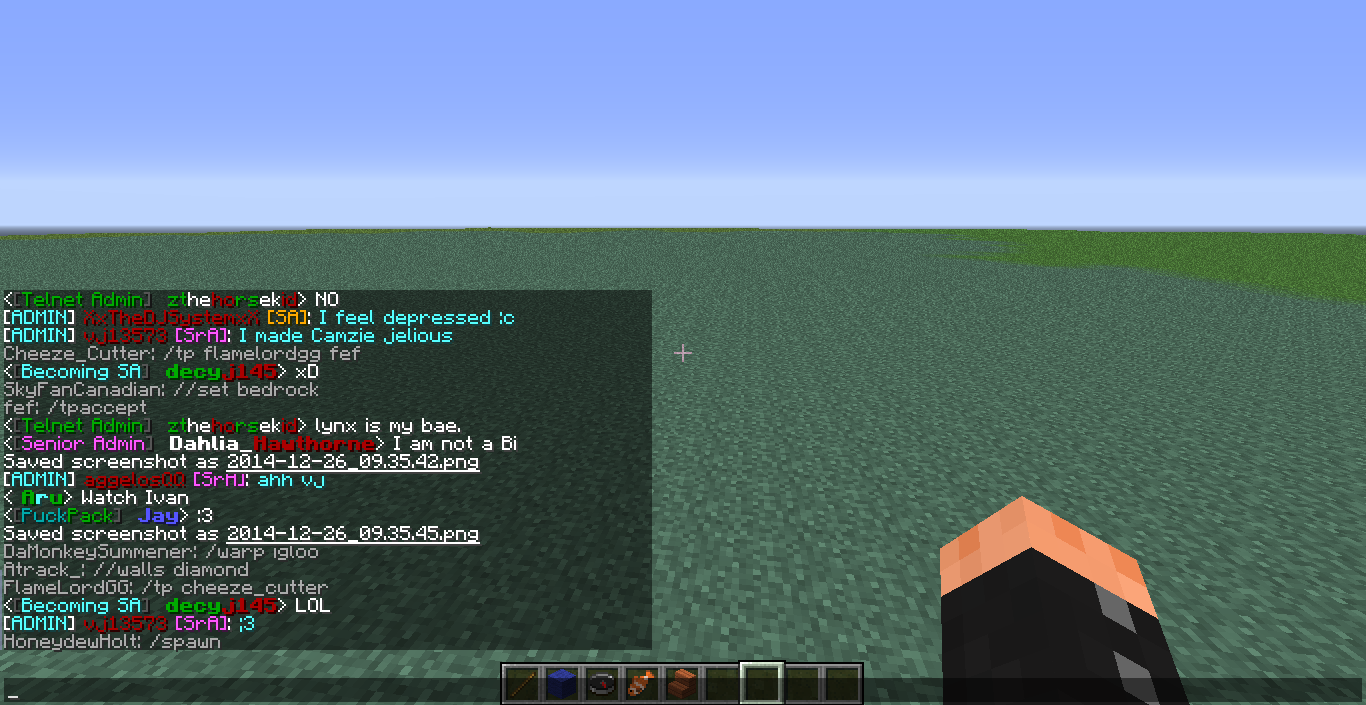 <[Telnet Admin] zthehorsekid> NO
[ADMIN] XxTheDJSystemxX [SA]: I feel depressed ;c
[ADMIN] vj13573 [SrA]: I made Camzie jelious
Cheeze_Cutter: /tp flamelordgg fef
<[Becoming SA] decyj145> xD
SkyFanCanadian: //set bedrock
fef: /tpaccept
<[Telnet Admin] zthehorsekid> lynx is my bae.
<[Senior Admin] Dahlia_Hawthorne> I am not a Bi
Saved screenshot as 2014-12-26_09.35.42.png
[ADMIN] aggelosQQ [SrA]: ahh vj
< Aru> Watch Ivan
<[PuckPack] Jay> :3
Saved screenshot as 2014-12-26_09.35.45.png
DaMonkeySummener: /warp igloo
Atrack_: //walls diamond
FlameLordGG: /tp cheeze_cutter
<[Becoming SA] decyj145> LOL
[ADMIN] vj13573 [SrA]: ;3
HoneydewHolt: /spawn
_